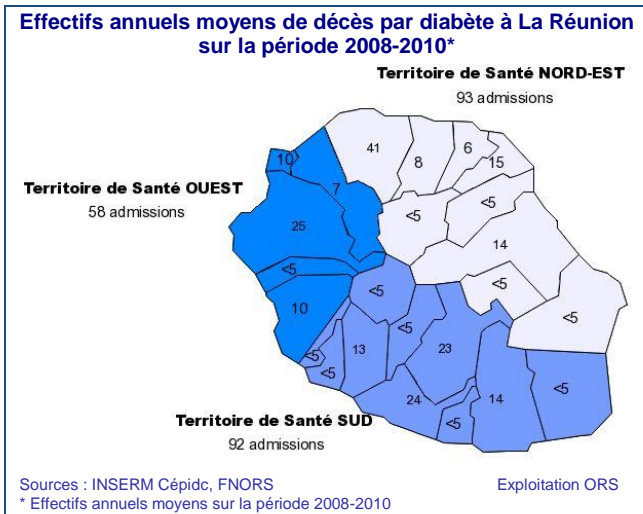 Effectifs annuels moyens de décès par diabète à La Réunion
sur la période 2008-2010*
Territoire de Santé NORD-EST
93 admissions
41
8
6
15
10
7
<5
<5
Territoire de Santé OUEST
58 admissions
25
14
<5
<5
<5
10
<5
<5
<5
13
23
<5
<5
24
14
<5
<5
Territoire de Santé SUD
92 admissions
Sources : INSERM Cépidc, FNORS
Exploitation ORS
* Effectifs annuels moyens sur la période 2008-2010